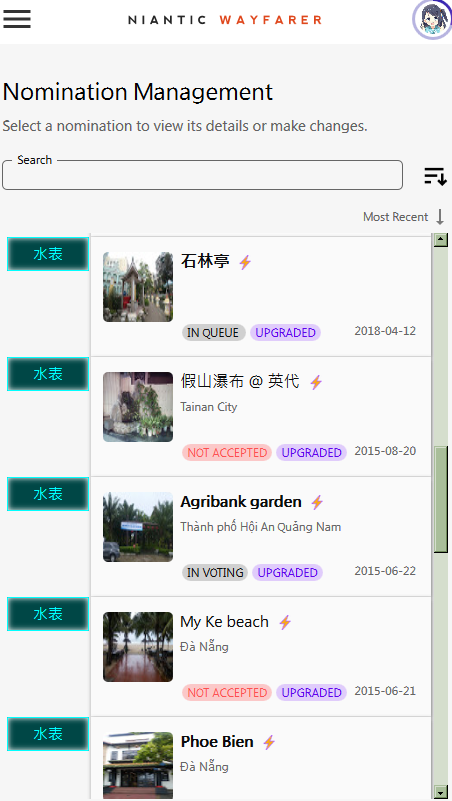 NIANTIC WAYFARER
Nomination Management
Select a nomination to view its details or make changes.
Search
Most Recent
水表
石林亭
IN QUEUE UPGRADED 2018-04-12
水表
假山瀑布 @ 英代
Tainan City
NOT ACCEPTED UPGRADED 2015-08-20
水表
Agribank garden
Thành phố Hội An Quảng Nam
IN VOTING UPGRADED 2015-06-22
水表
My Ke beach
Đà Nẵng
NOT ACCEPTED UPGRADED 2015-06-21
水表
Phoe Bien
Đà Nẵng